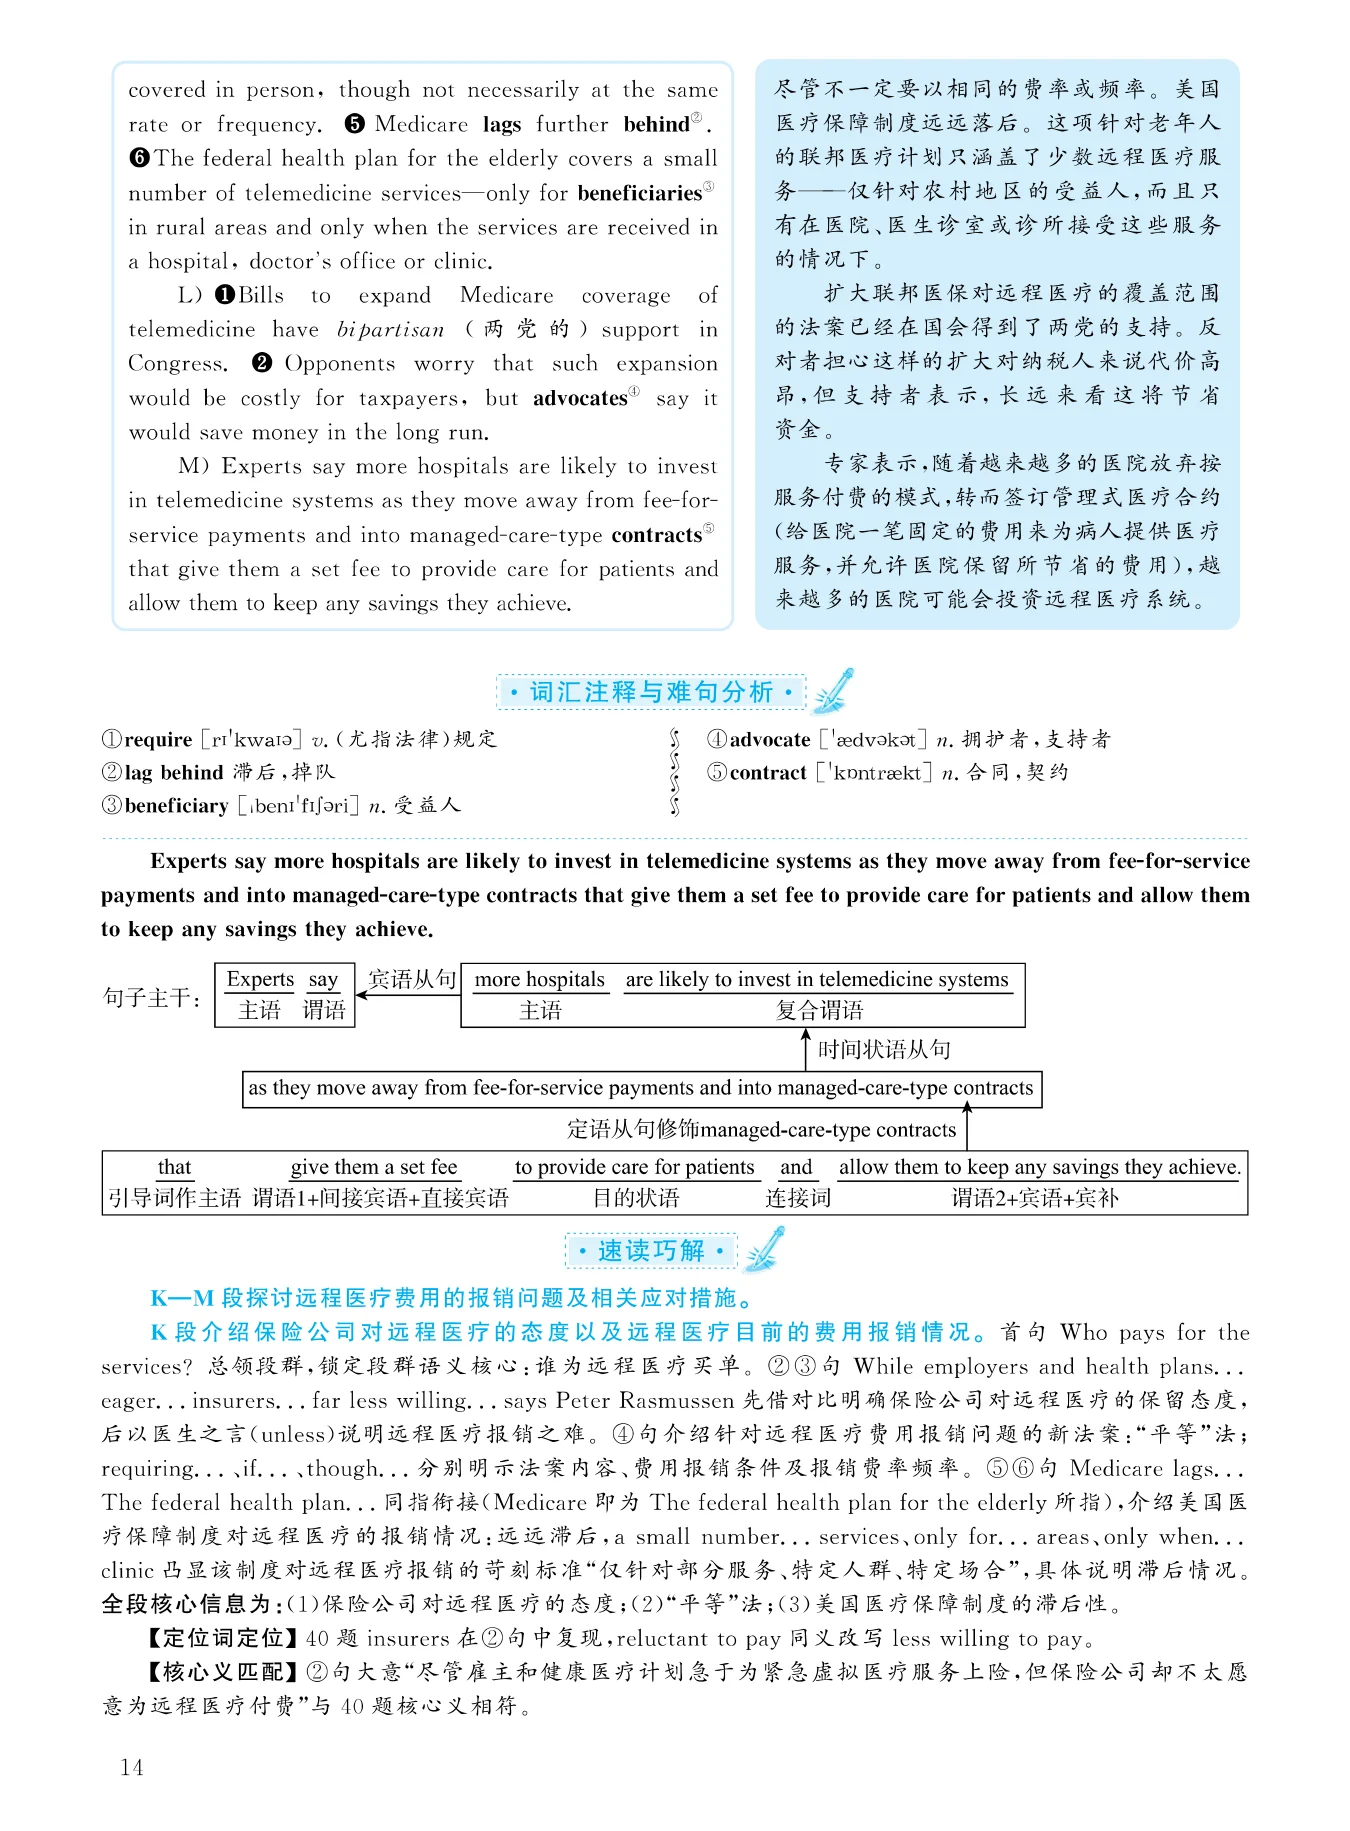 covered in person, though not necessarily at the same
rate or frequency. ❺ Medicare lags further behind②.
❻The federal health plan for the elderly covers a small
number of telemedicine services—only for beneficiaries③
in rural areas and only when the services are received in
a hospital, doctor's office or clinic.
L) ❶Bills to expand Medicare coverage of
telemedicine have bipartisan (两党的) support in
Congress. ❷ Opponents worry that such expansion
would be costly for taxpayers, but advocates④ say it
would save money in the long run.
M) Experts say more hospitals are likely to invest
in telemedicine systems as they move away from fee-for-
service payments and into managed-care-type contracts⑤
that give them a set fee to provide care for patients and
allow them to keep any savings they achieve.
尽管不一定要以相同的费率或频率。美国
医疗保障制度远远落后。这项针对老年人
的联邦医疗计划只涵盖了少数远程医疗服
务——仅针对农村地区的受益人,而且只
有在医院、医生诊室或诊所接受这些服务
的情况下。
扩大联邦医保对远程医疗的覆盖范围
的法案已经在国会得到了两党的支持。反
对者担心这样的扩大对纳税人来说代价高
昂,但支持者表示,长远来看这将节省
资金。
专家表示,随着越来越多的医院放弃按
服务付费的模式,转而签订管理式医疗合约
(给医院一笔固定的费用来为病人提供医疗
服务,并允许医院保留所节省的费用),越
来越多的医院可能会投资远程医疗系统。
·词汇注释与难句分析·
①require [rɪ'kwaɪə] v. (尤指法律)规定
②lag behind 滞后,掉队
③beneficiary [ˌbenɪ'fɪʃəri] n. 受益人
④advocate ['ædvəkət] n. 拥护者,支持者
⑤contract ['kɒntrækt] n. 合同,契约
Experts say more hospitals are likely to invest in telemedicine systems as they move away from fee-for-service
payments and into managed-care-type contracts that give them a set fee to provide care for patients and allow them
to keep any savings they achieve.
句子主干: Experts say 宾语从句 more hospitals are likely to invest in telemedicine systems
主语 谓语 主语 复合谓语
时间状语从句
as they move away from fee-for-service payments and into managed-care-type contracts
定语从句修饰managed-care-type contracts
that give them a set fee to provide care for patients and allow them to keep any savings they achieve.
引导词作主语 谓语1+间接宾语+直接宾语 目的状语 连接词 谓语2+宾语+宾补
·速读巧解·
K—M 段探讨远程医疗费用的报销问题及相关应对措施。
K 段介绍保险公司对远程医疗的态度以及远程医疗目前的费用报销情况。首句 Who pays for the
services? 总领段群,锁定段群语义核心:谁为远程医疗买单。②③句 While employers and health plans...
eager... insurers... far less willing... says Peter Rasmussen 先借对比明确保险公司对远程医疗的保留态度,
后以医生之言(unless)说明远程医疗报销之难。④句介绍针对远程医疗费用报销问题的新法案:“平等”法;
requiring...、if...、though... 分别明示法案内容、费用报销条件及报销费率频率。⑤⑥句 Medicare lags...
The federal health plan... 同指衔接(Medicare 即为 The federal health plan for the elderly 所指),介绍美国医
疗保障制度对远程医疗的报销情况:远远滞后,a small number... services、only for... areas、only when...
clinic 凸显该制度对远程医疗报销的苛刻标准“仅针对部分服务、特定人群、特定场合”,具体说明滞后情况。
全段核心信息为:(1)保险公司对远程医疗的态度;(2)“平等”法;(3)美国医疗保障制度的滞后性。
【定位词定位】40 题 insurers 在②句中复现,reluctant to pay 同义改写 less willing to pay。
【核心义匹配】②句大意“尽管雇主和健康医疗计划急于为紧急虚拟医疗服务上险,但保险公司却不太愿
意为远程医疗付费”与 40 题核心义相符。
14